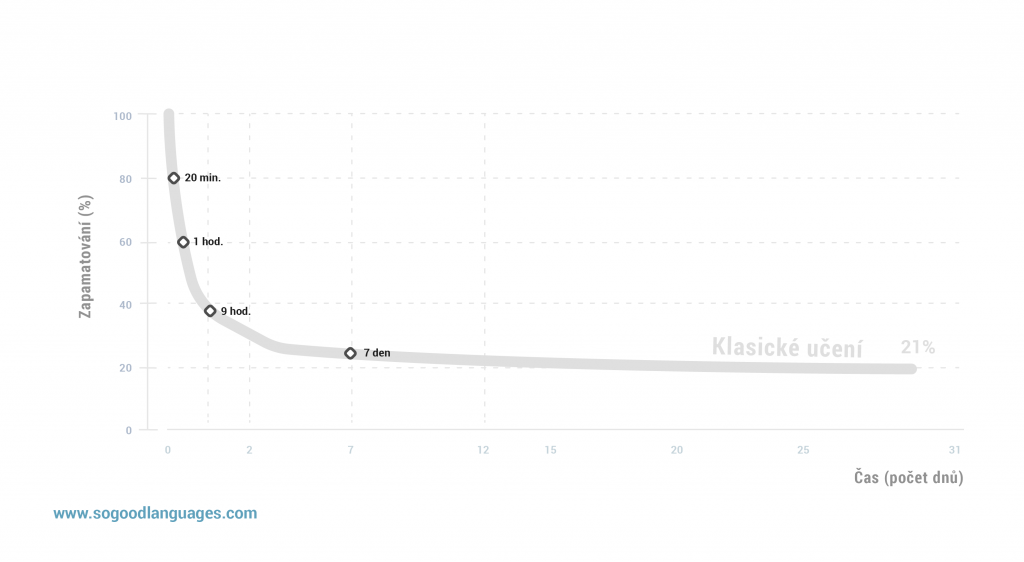 100
80
20 min.
60
1 hod.
40
9 hod.
Zapamatování (%)
7 den
Klasické učení 21%
20
0
0 2 7 12 15 20 25 31
Čas (počet dnů)
www.sogoodlanguages.com